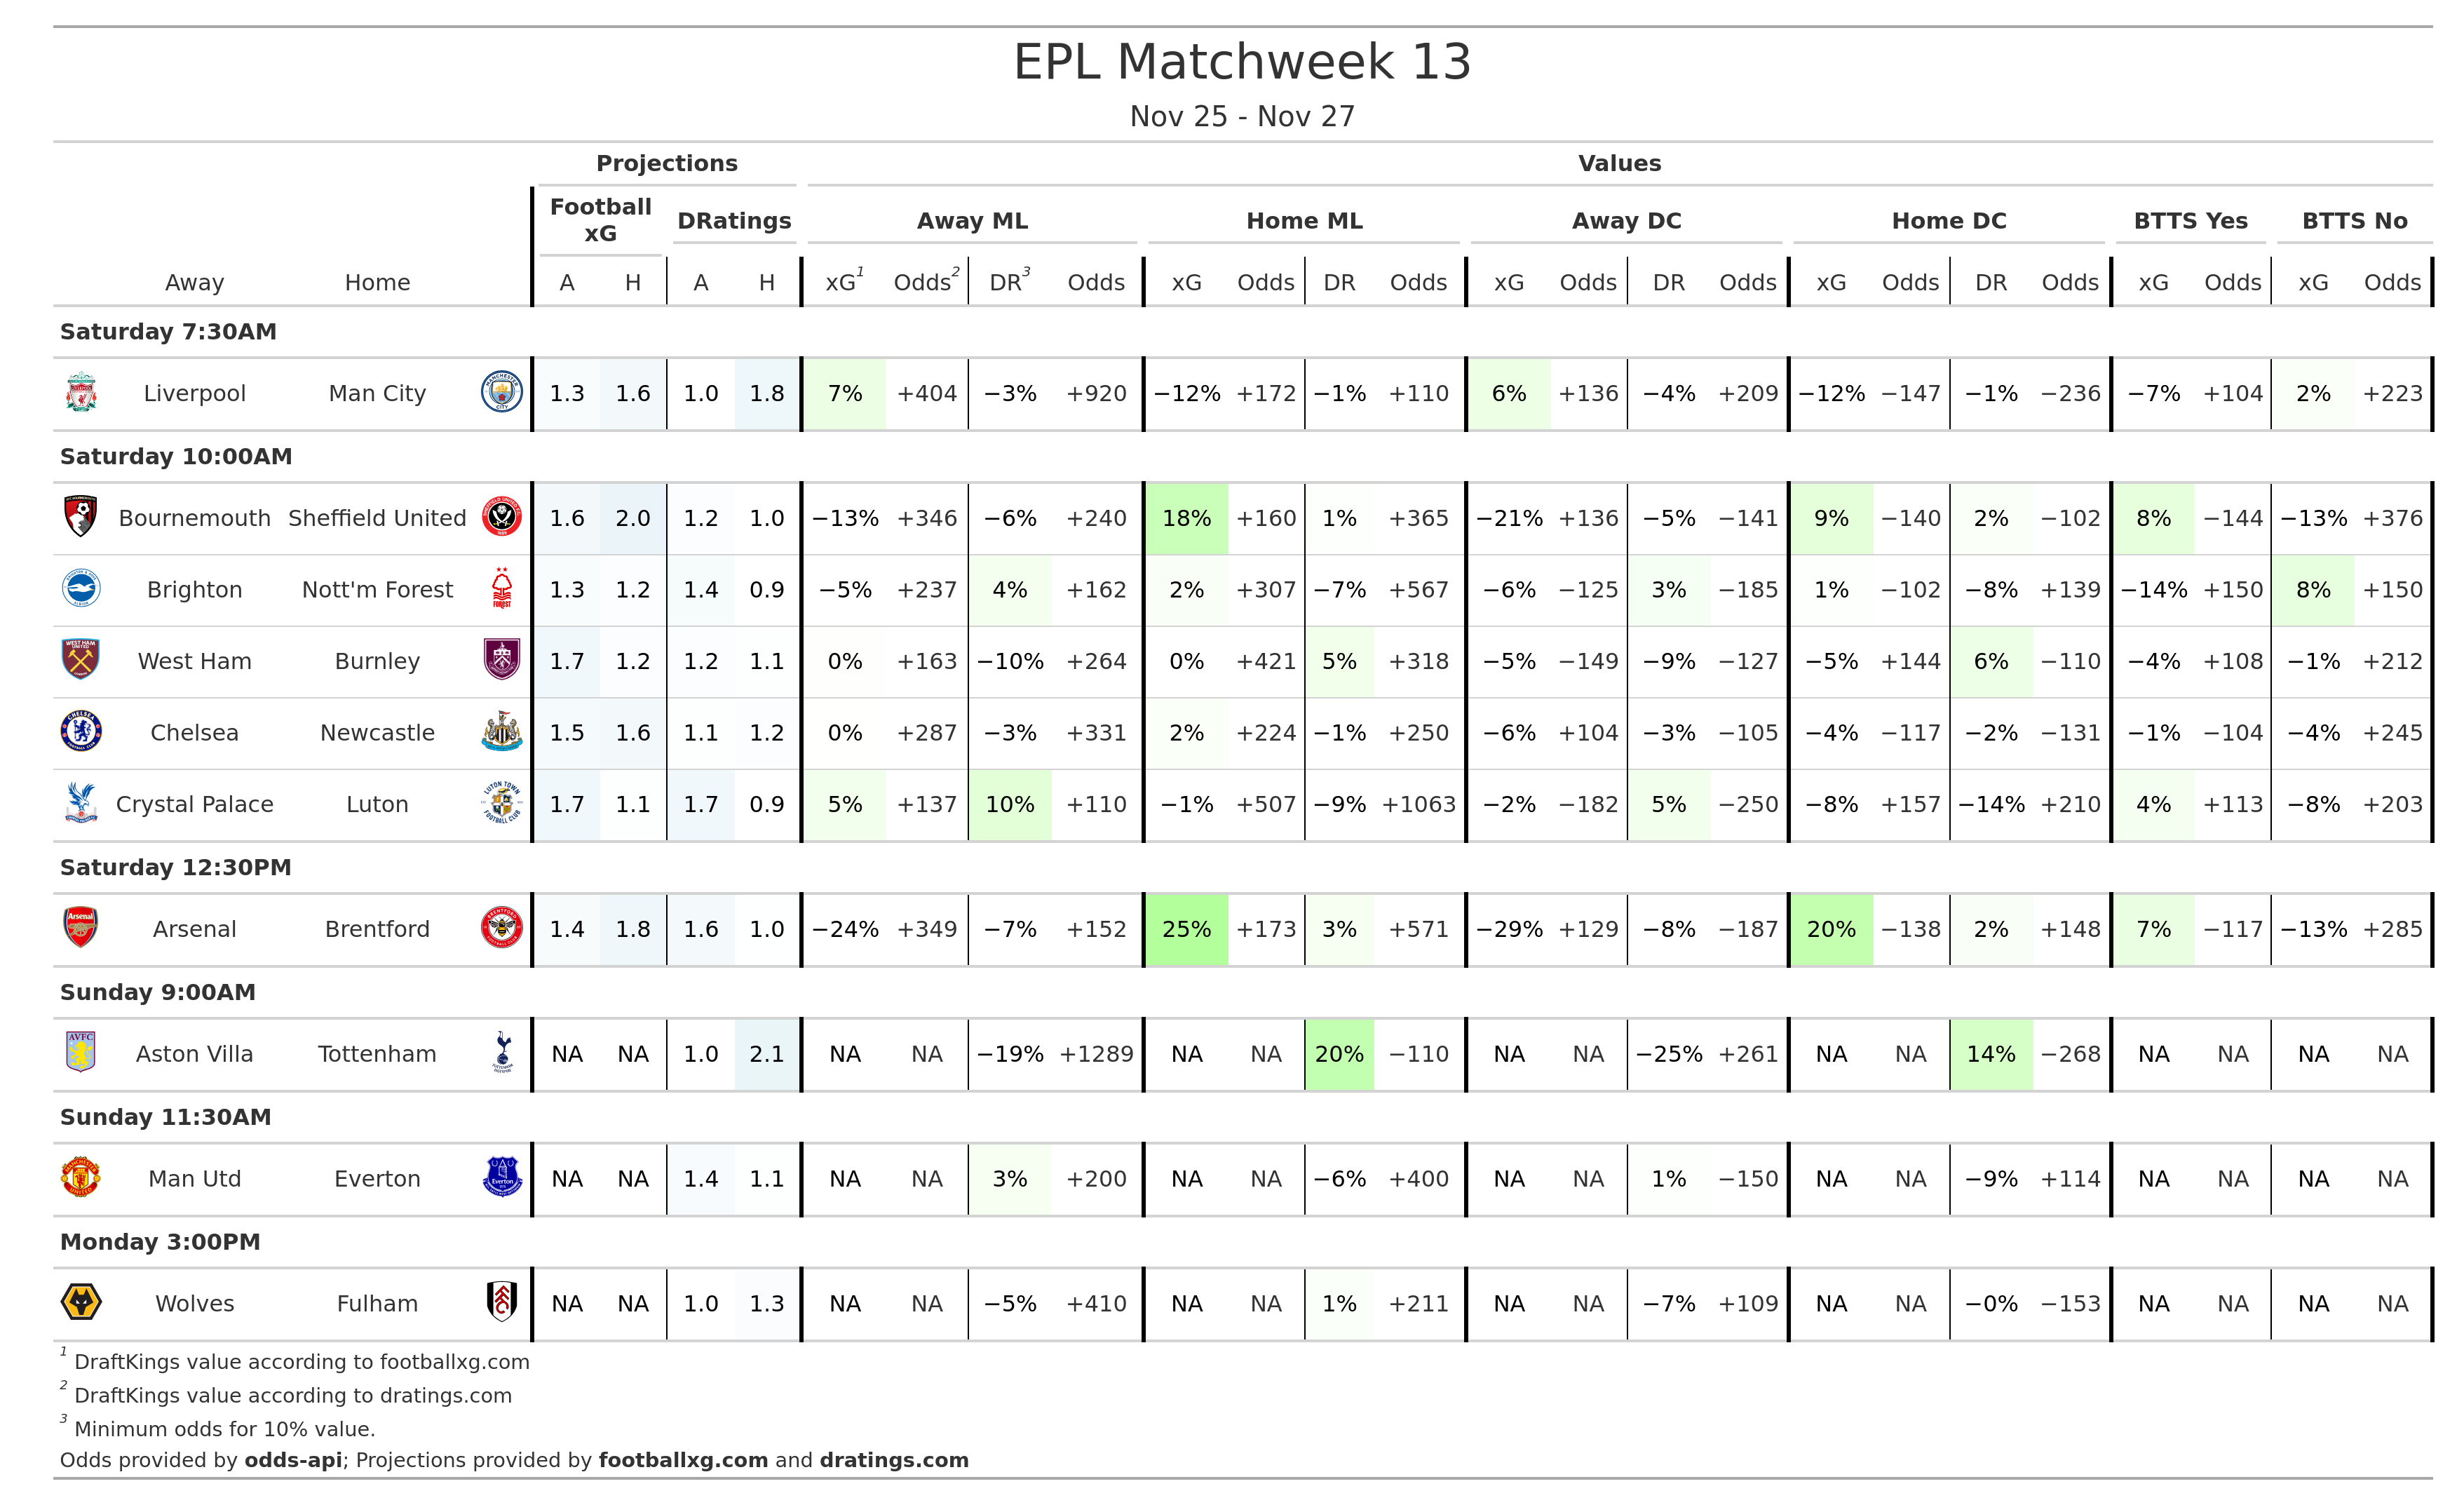 EPL Matchweek 13
Nov 25 - Nov 27
Projections Values
Football xG DRatings Away ML Home ML Away DC Home DC BTTS Yes BTTS No
Away Home A H A H xG1 Odds2 DR3 Odds xG Odds DR Odds xG Odds DR Odds xG Odds DR Odds xG Odds xG Odds
Saturday 7:30AM
Liverpool Man City 1.3 1.6 1.0 1.8 7% +404 −3% +920 −12% +172 −1% +110 6% +136 −4% +209 −12% −147 −1% −236 −7% +104 2% +223
Saturday 10:00AM
Bournemouth Sheffield United 1.6 2.0 1.2 1.0 −13% +346 −6% +240 18% +160 1% +365 −21% +136 −5% −141 9% −140 2% −102 8% −144 −13% +376
Brighton Nott'm Forest 1.3 1.2 1.4 0.9 −5% +237 4% +162 2% +307 −7% +567 −6% −125 3% −185 1% −102 −8% +139 −14% +150 8% +150
West Ham Burnley 1.7 1.2 1.2 1.1 0% +163 −10% +264 0% +421 5% +318 −5% −149 −9% −127 −5% +144 6% −110 −4% +108 −1% +212
Chelsea Newcastle 1.5 1.6 1.1 1.2 0% +287 −3% +331 2% +224 −1% +250 −6% +104 −3% −105 −4% −117 −2% −131 −1% −104 −4% +245
Crystal Palace Luton 1.7 1.1 1.7 0.9 5% +137 10% +110 −1% +507 −9% +1063 −2% −182 5% −250 −8% +157 −14% +210 4% +113 −8% +203
Saturday 12:30PM
Arsenal Brentford 1.4 1.8 1.6 1.0 −24% +349 −7% +152 25% +173 3% +571 −29% +129 −8% −187 20% −138 2% +148 7% −117 −13% +285
Sunday 9:00AM
Aston Villa Tottenham NA NA 1.0 2.1 NA NA −19% +1289 NA NA 20% −110 NA NA −25% +261 NA NA 14% −268 NA NA NA NA
Sunday 11:30AM
Man Utd Everton NA NA 1.4 1.1 NA NA 3% +200 NA NA −6% +400 NA NA 1% −150 NA NA −9% +114 NA NA NA NA
Monday 3:00PM
Wolves Fulham NA NA 1.0 1.3 NA NA −5% +410 NA NA 1% +211 NA NA −7% +109 NA NA −0% −153 NA NA NA NA
1 DraftKings value according to footballxg.com
2 DraftKings value according to dratings.com
3 Minimum odds for 10% value.
Odds provided by odds-api; Projections provided by footballxg.com and dratings.com